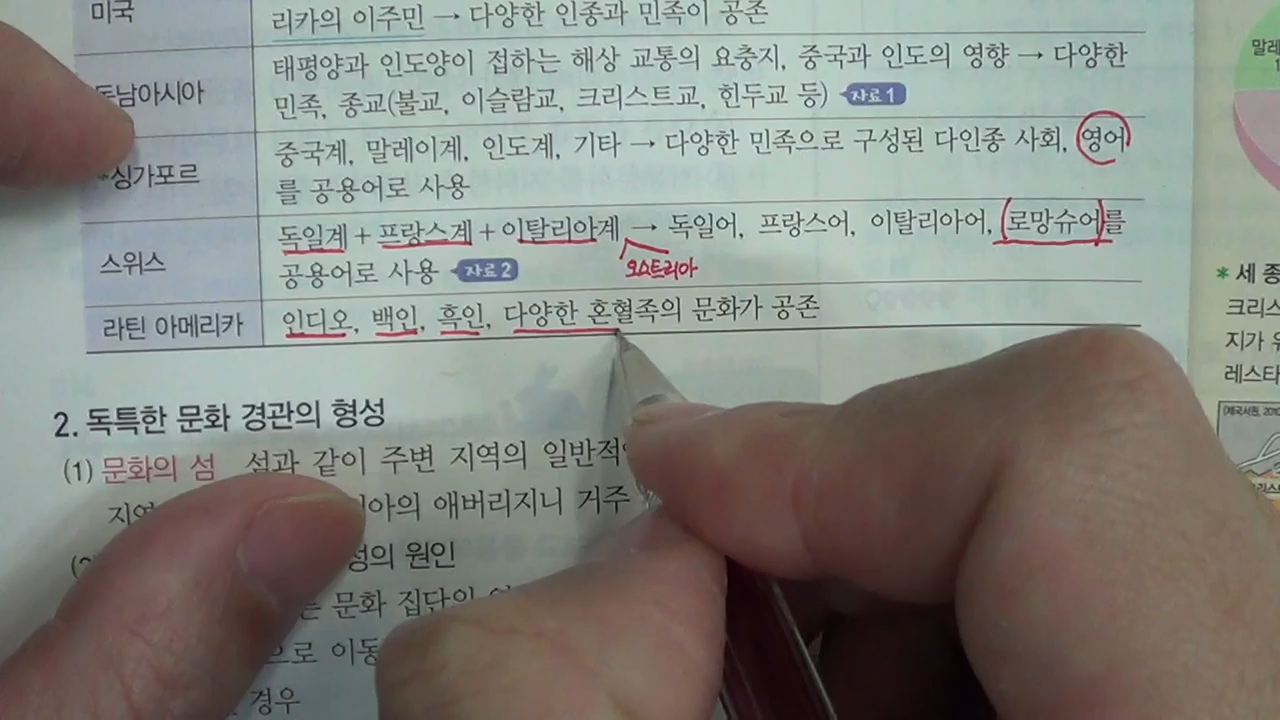 미국
리카의 이주민 → 다양한 인종과 민족이 공존
동남아시아
태평양과 인도양이 접하는 해상 교통의 요충지, 중국과 인도의 영향 → 다양한
민족, 종교(불교, 이슬람교, 크리스트교, 힌두교 등) 자료1
싱가포르
중국계, 말레이계, 인도계, 기타 → 다양한 민족으로 구성된 다인종 사회, 영어
를 공용어로 사용
스위스
독일계 + 프랑스계 + 이탈리아계 → 독일어, 프랑스어, 이탈리아어, 로망슈어를
오스트리아
공용어로 사용 자료2
라틴 아메리카
인디오, 백인, 흑인, 다양한 혼혈족의 문화가 공존
2. 독특한 문화 경관의 형성
(1) 문화의 섬 섬과 같이 주변 지역의 일반적
아의 애버리지니 거주
의 원인
문화 집단의
으로 이동
경우
말레
* 세 종
크리스
지가 유
레스타